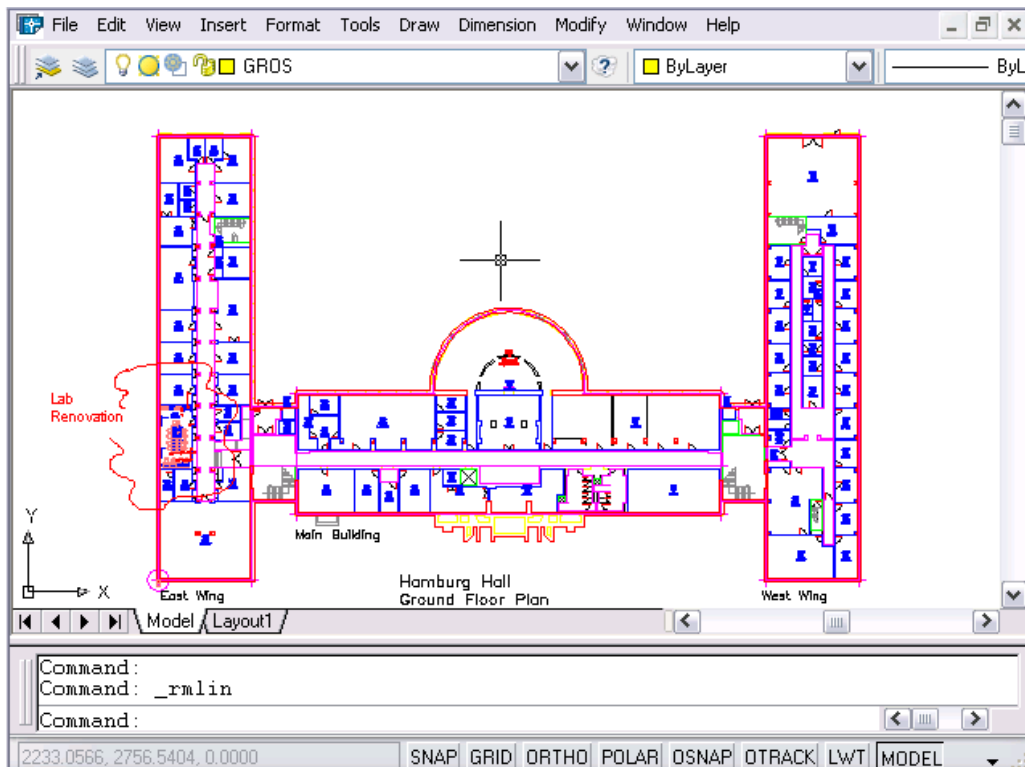 File Edit View Insert Format Tools Draw Dimension Modify Window Help
GROS ByLayer ByL
Lab
Renovation
Main Building
Y
X
Hamburg Hall
Ground Floor Plan
East Wing
West Wing
Model Layout1
Command:
Command: _rmlin
Command:
2233.0566, 2756.5404, 0.0000 SNAP GRID ORTHO POLAR OSNAP OTRACK LWT MODEL